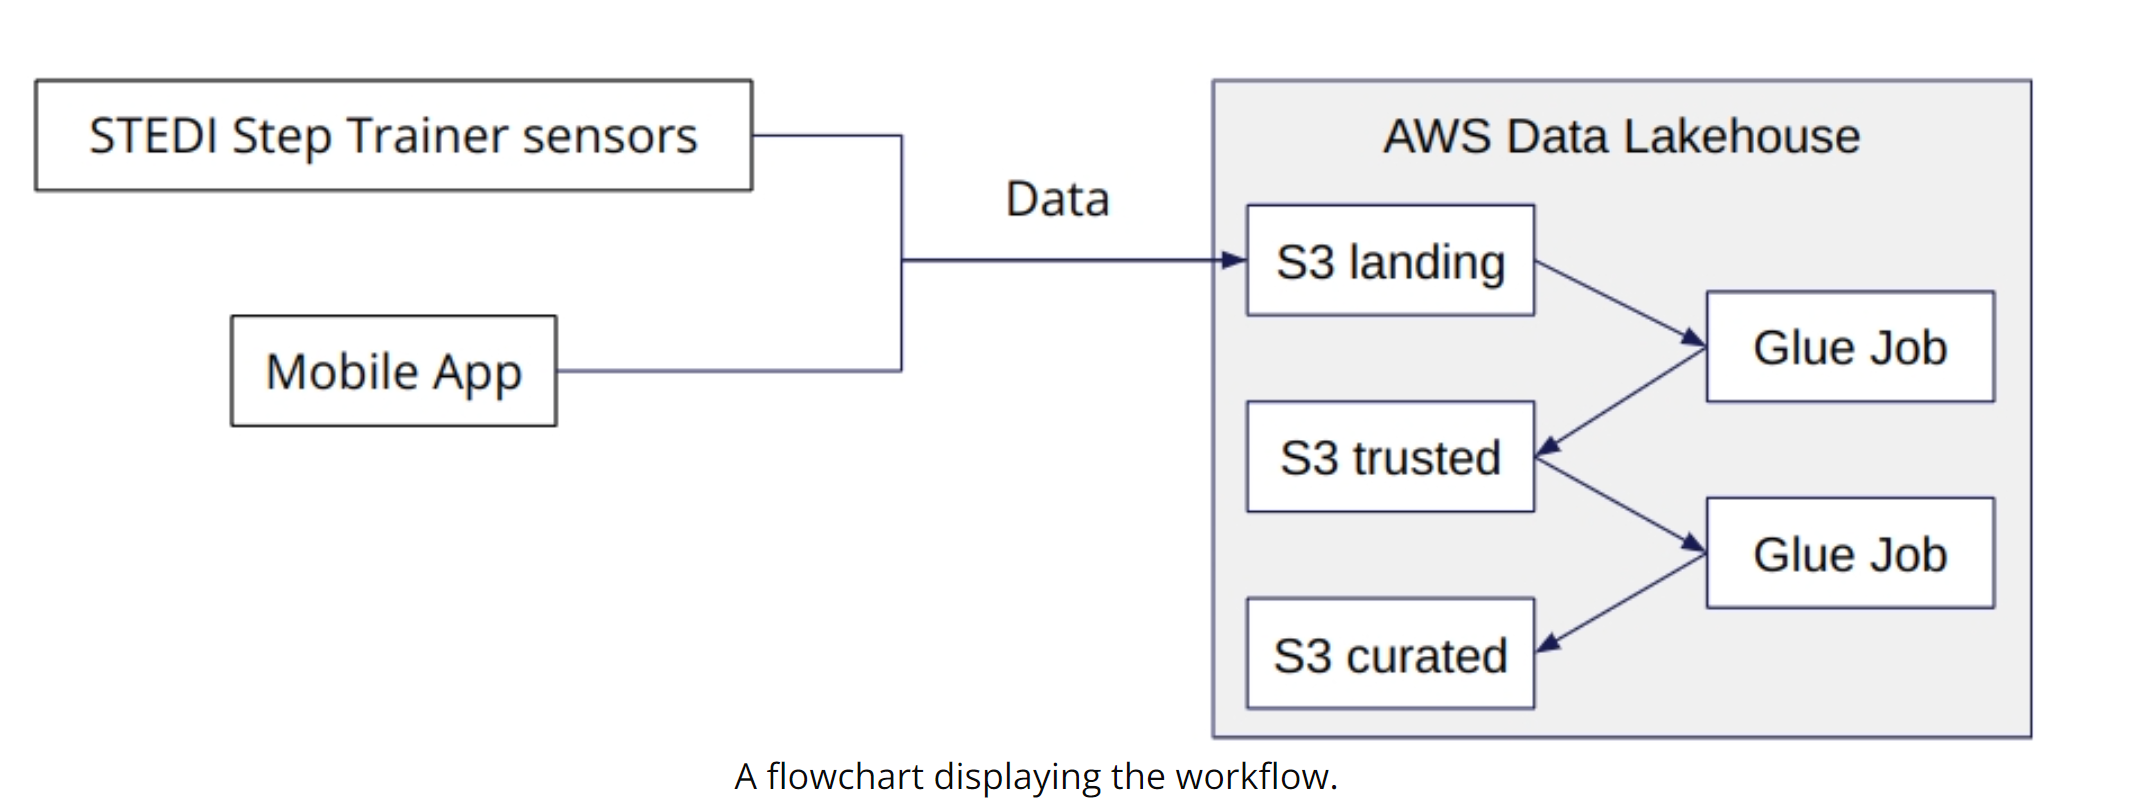 STEDI Step Trainer sensors
Mobile App
Data
AWS Data Lakehouse
S3 landing
Glue Job
S3 trusted
Glue Job
S3 curated
A flowchart displaying the workflow.